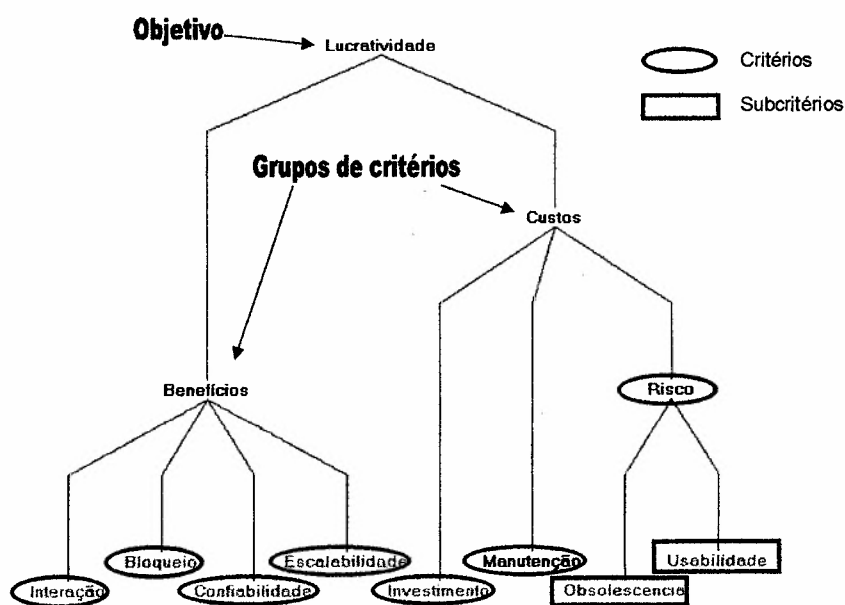 Objetivo
Lucratividade
Critérios
Subcritérios
Grupos de critérios
Custos
Benefícios
Risco
Interação
Bloqueio
Confiabilidade
Escalabilidade
Investimento
Manutenção
Obsolescencia
Usabilidade